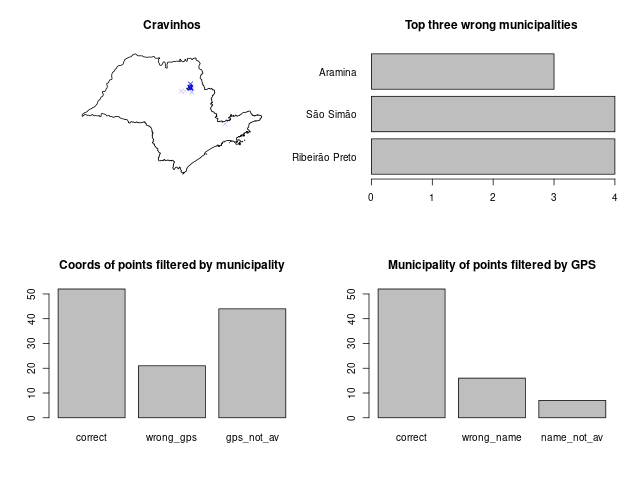 Cravinhos
Top three wrong municipalities
Aramina
São Simão
Ribeirão Preto
0 1 2 3 4
Coords of points filtered by municipality
50
40
30
20
10
0
correct wrong_gps gps_not_av
Municipality of points filtered by GPS
50
40
30
20
10
0
correct wrong_name name_not_av